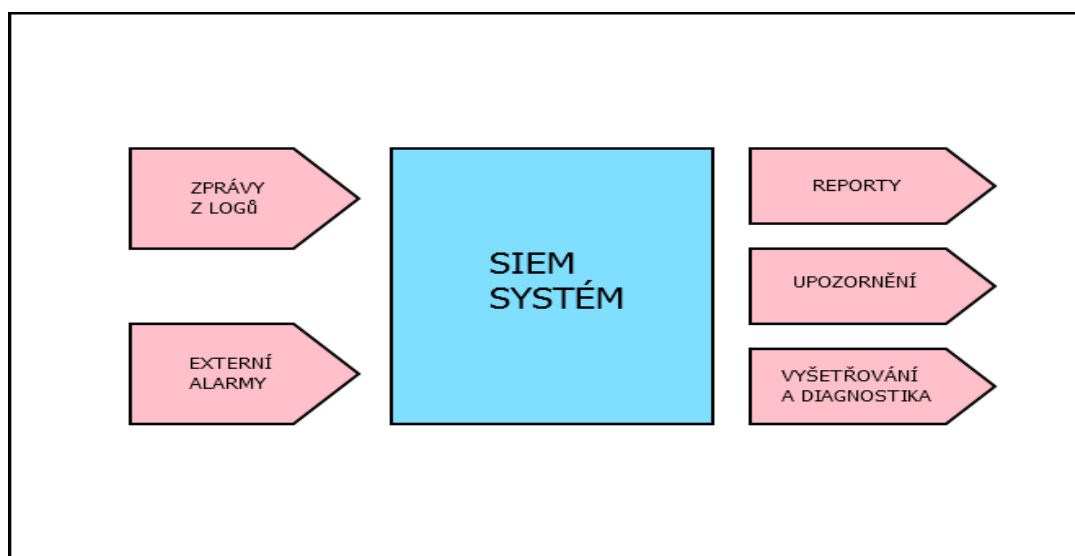 ZPRÁVY
Z LOGů
EXTERNÍ
ALARMY
SIEM
SYSTÉM
REPORTY
UPOZORNĚNÍ
VYŠETŘOVÁNÍ
A DIAGNOSTIKA